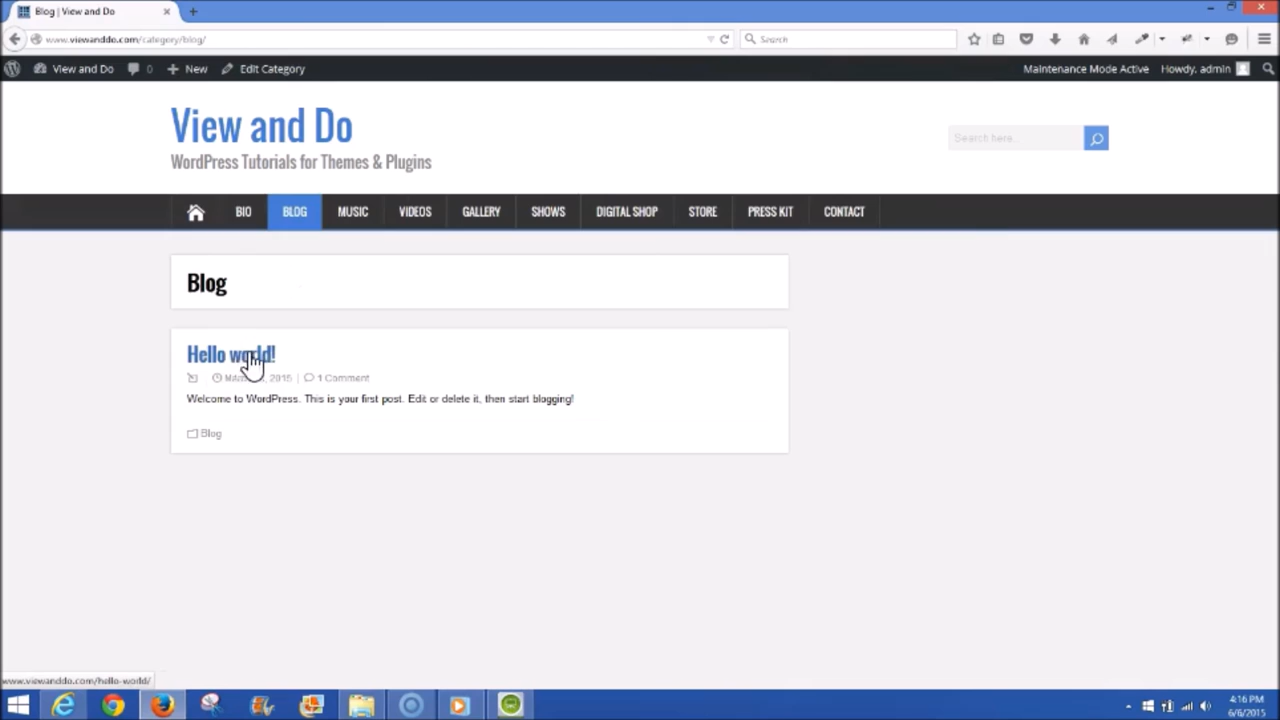 Blog | View and Do
www.viewanddo.com/category/blog/
Search
View and Do
0
New
Edit Category
Maintenance Mode Active
Howdy, admin
View and Do
WordPress Tutorials for Themes & Plugins
Search here...
BIO
BLOG
MUSIC
VIDEOS
GALLERY
SHOWS
DIGITAL SHOP
STORE
PRESS KIT
CONTACT
Blog
Hello world!
2015 | 1 Comment
Welcome to WordPress. This is your first post. Edit or delete it, then start blogging!
Blog
www.viewanddo.com/hello-world/
4:16 PM
6/6/2015